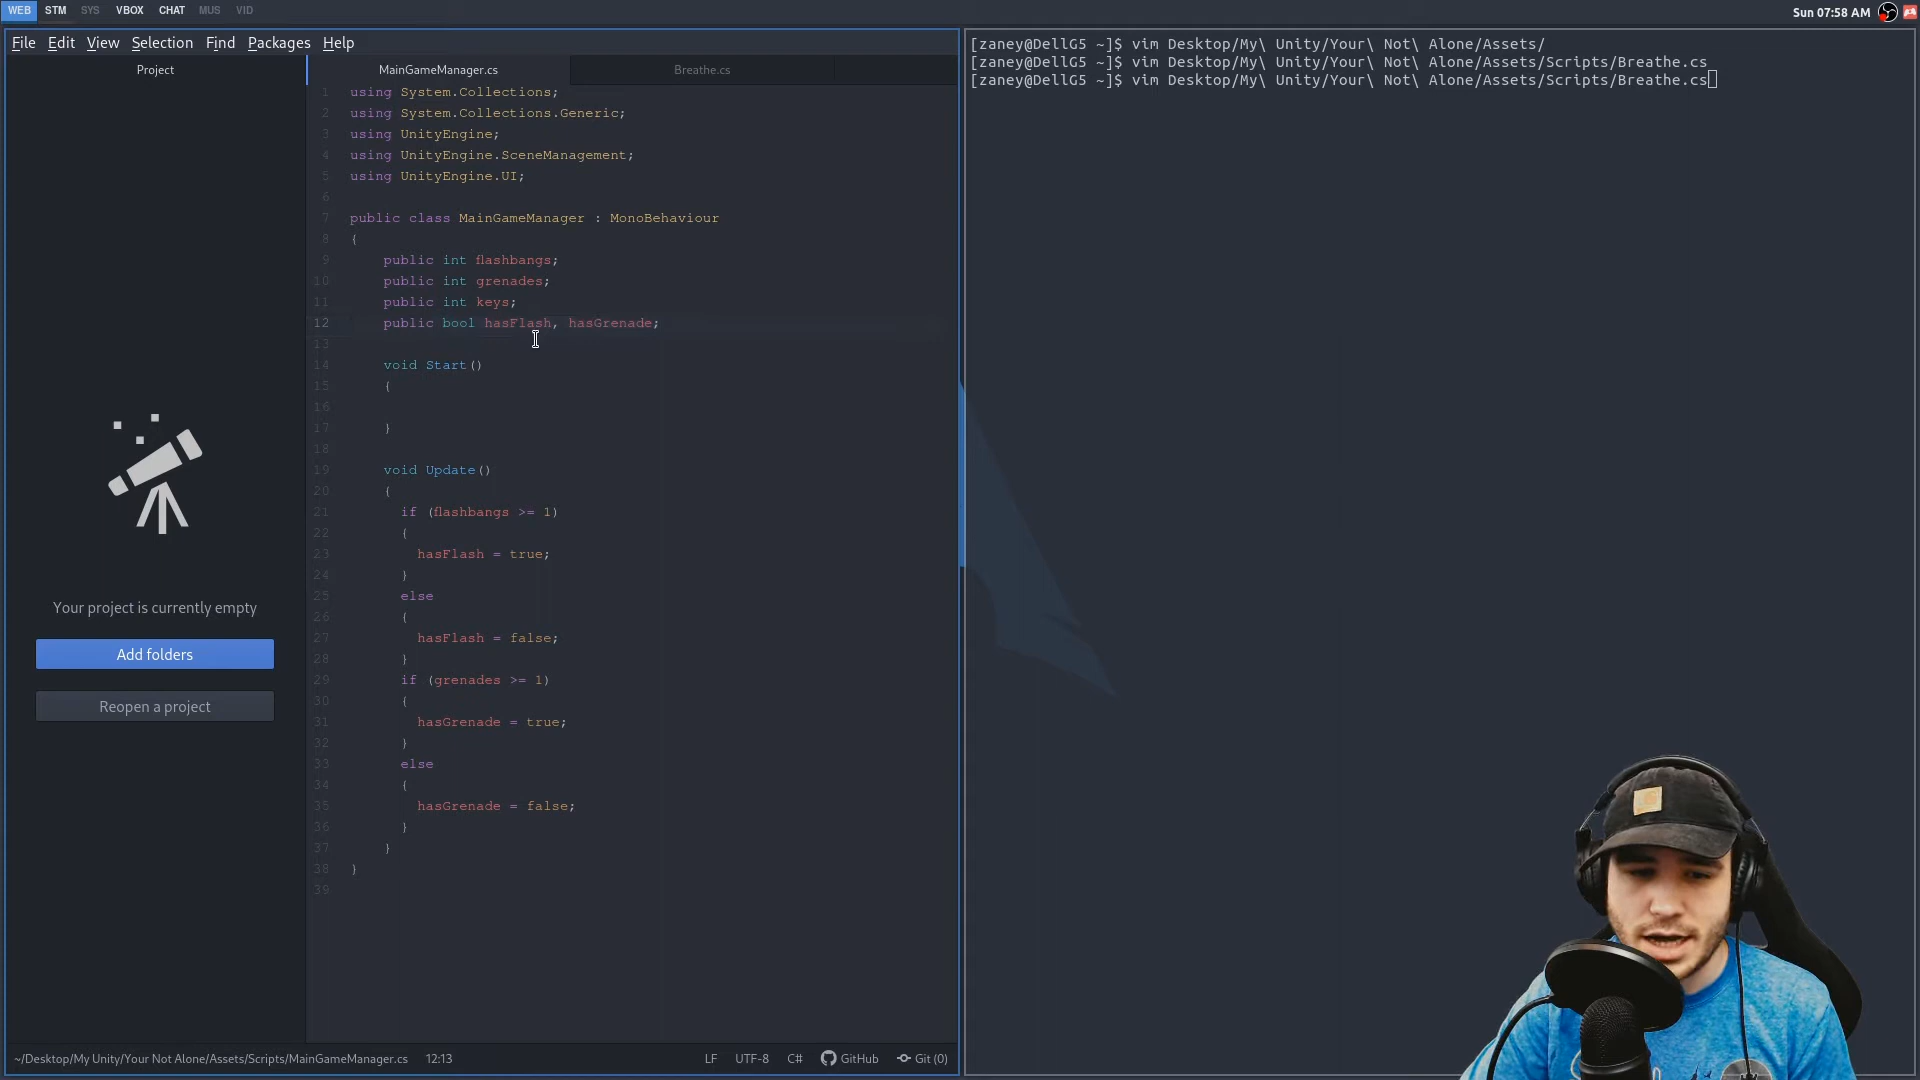 WEB STM SYS VBOX CHAT MUS VID
Sun 07:58 AM
File Edit View Selection Find Packages Help
Project
MainGameManager.cs
Breathe.cs
1 using System.Collections;
2 using System.Collections.Generic;
3 using UnityEngine;
4 using UnityEngine.SceneManagement;
5 using UnityEngine.UI;
6
7 public class MainGameManager : MonoBehaviour
8 {
9 public int flashbangs;
10 public int grenades;
11 public int keys;
12 public bool hasFlash, hasGrenade;
13
14 void Start()
15 {
16
17 }
18
19 void Update()
20 {
21 if (flashbangs >= 1)
22 {
23 hasFlash = true;
24 }
25 else
26 {
27 hasFlash = false;
28 }
29 if (grenades >= 1)
30 {
31 hasGrenade = true;
32 }
33 else
34 {
35 hasGrenade = false;
36 }
37 }
38 }
39
Your project is currently empty
Add folders
Reopen a project
~/Desktop/My Unity/Your Not Alone/Assets/Scripts/MainGameManager.cs 12:13
LF UTF-8 C# GitHub Git (0)
[zaney@DellG5 ~]$ vim Desktop/My\ Unity/Your\ Not\ Alone/Assets/
[zaney@DellG5 ~]$ vim Desktop/My\ Unity/Your\ Not\ Alone/Assets/Scripts/Breathe.cs
[zaney@DellG5 ~]$ vim Desktop/My\ Unity/Your\ Not\ Alone/Assets/Scripts/Breathe.cs